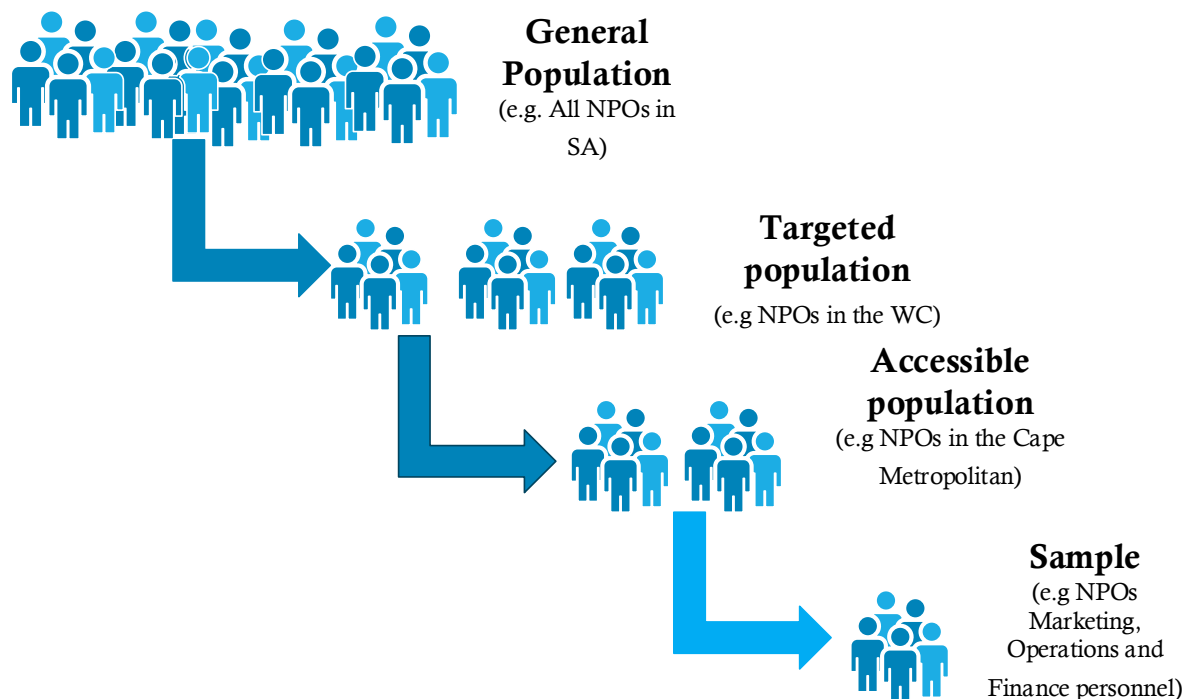 General
Population
(e.g. All NPOs in
SA)
Targeted
population
(e.g NPOs in the WC)
Accessible
population
(e.g NPOs in the Cape
Metropolitan)
Sample
(e.g NPOs
Marketing,
Operations and
Finance personnel)